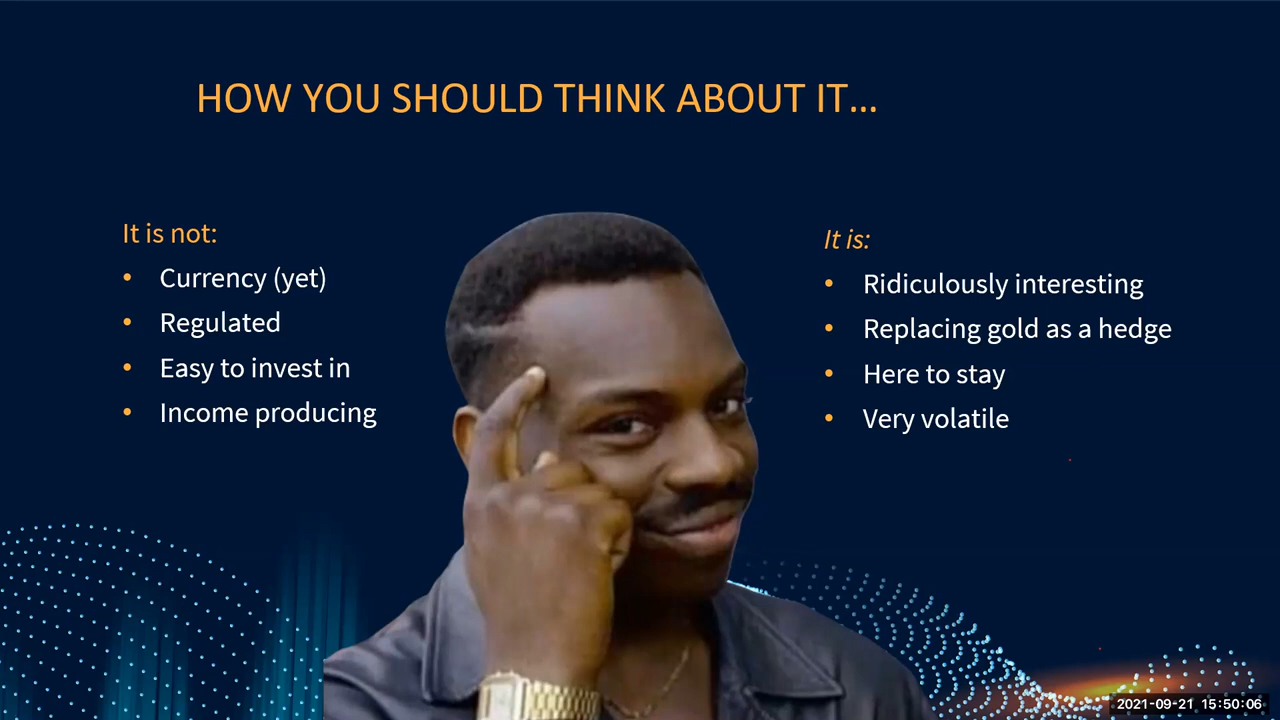 HOW YOU SHOULD THINK ABOUT IT...
It is not:
• Currency (yet)
• Regulated
• Easy to invest in
• Income producing
It is:
• Ridiculously interesting
• Replacing gold as a hedge
• Here to stay
• Very volatile
2021-09-21 15:50:06